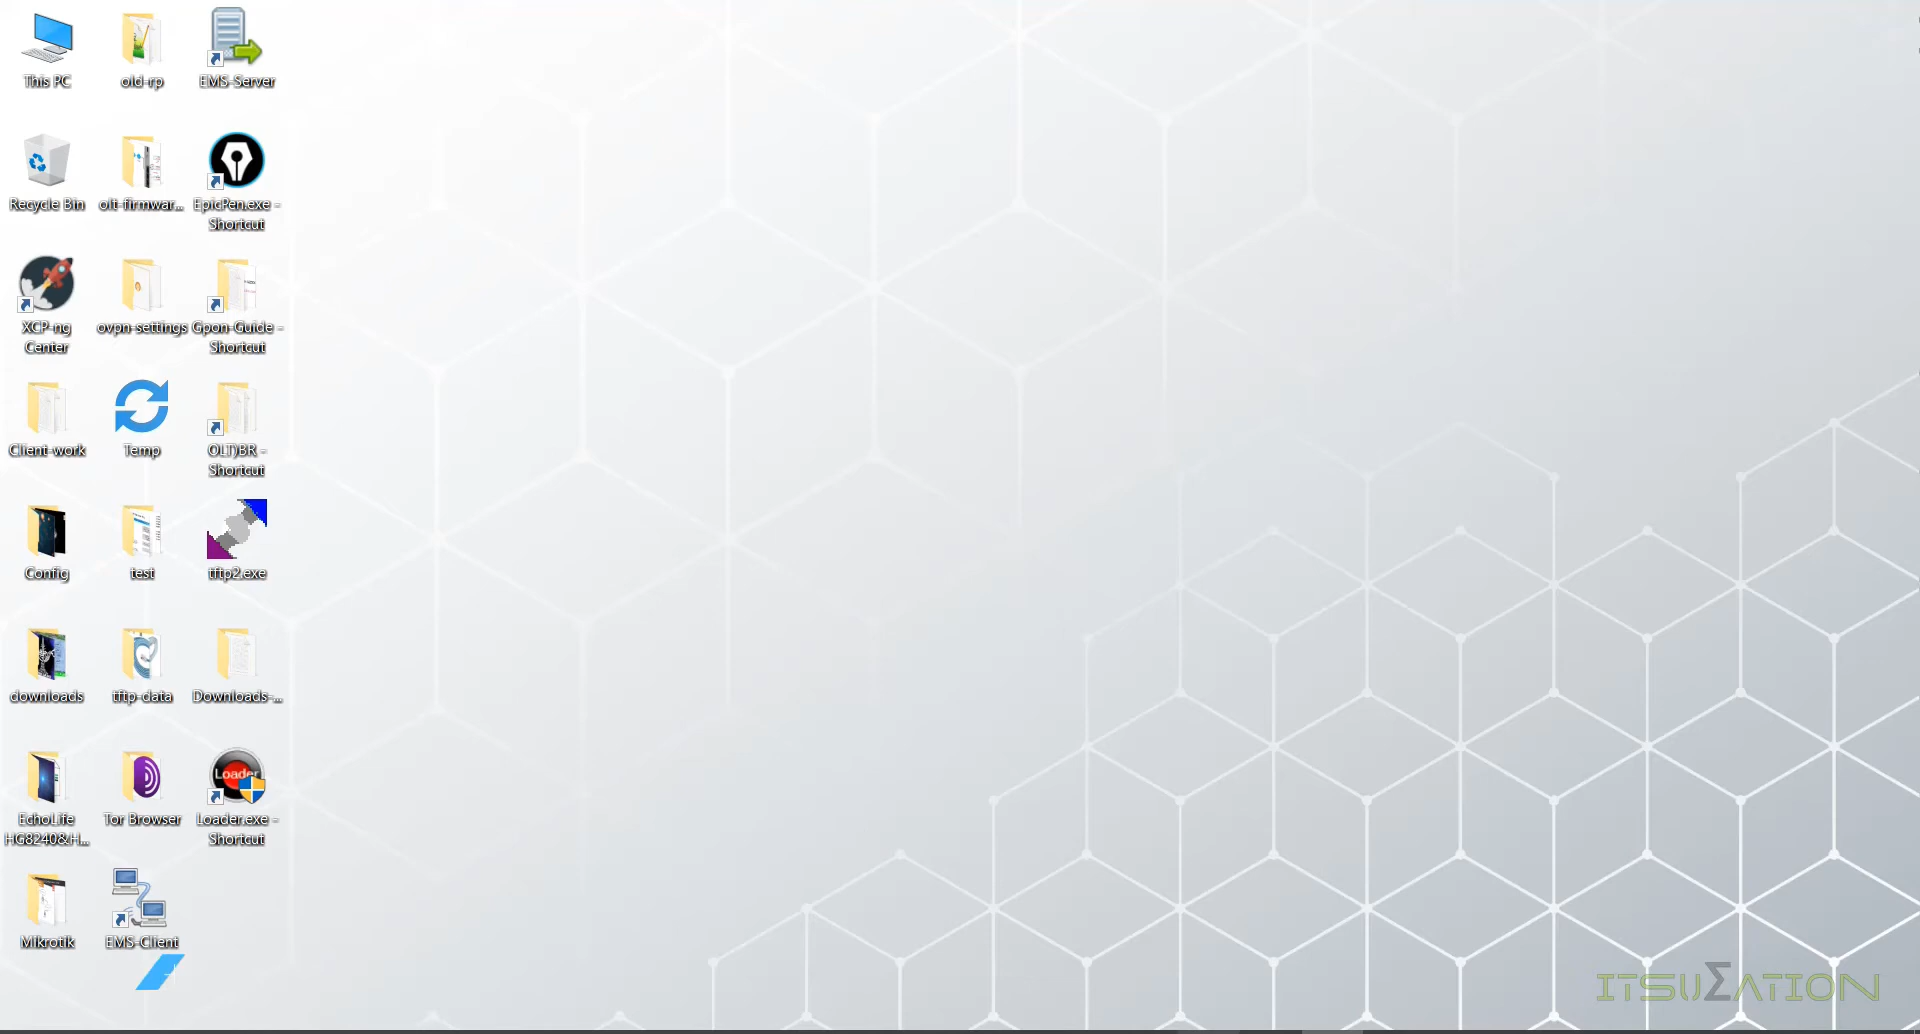 This PC
old-rp
EMS-Server
Recycle Bin
olt-firmwar...
EpicPen.exe -
Shortcut
XCP-ng
Center
ovpn-settings
Gpon-Guide -
Shortcut
Client-work
Temp
OLT)BR -
Shortcut
Config
test
tftp2.exe
downloads
tftp-data
Downloads-...
EchoLife
HG8240&H...
Tor Browser
Loader
Loader.exe -
Shortcut
Mikrotik
EMS-Client
ITSUΣATION